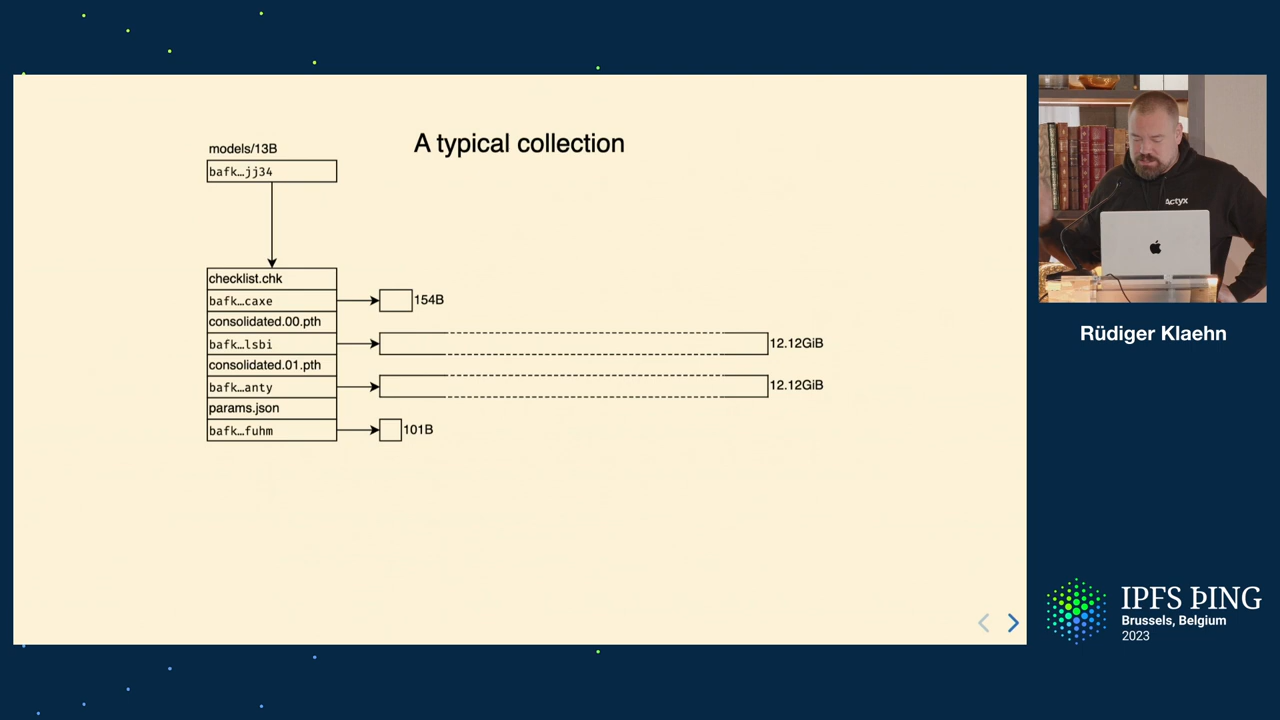 A typical collection
models/13B
bafk…jj34
checklist.chk
bafk…caxe
154B
consolidated.00.pth
bafk…lsbi
12.12GiB
consolidated.01.pth
bafk…anty
12.12GiB
params.json
bafk…fuhm
101B
Actyx
Rüdiger Klaehn
IPFS ÞING
Brussels, Belgium
2023